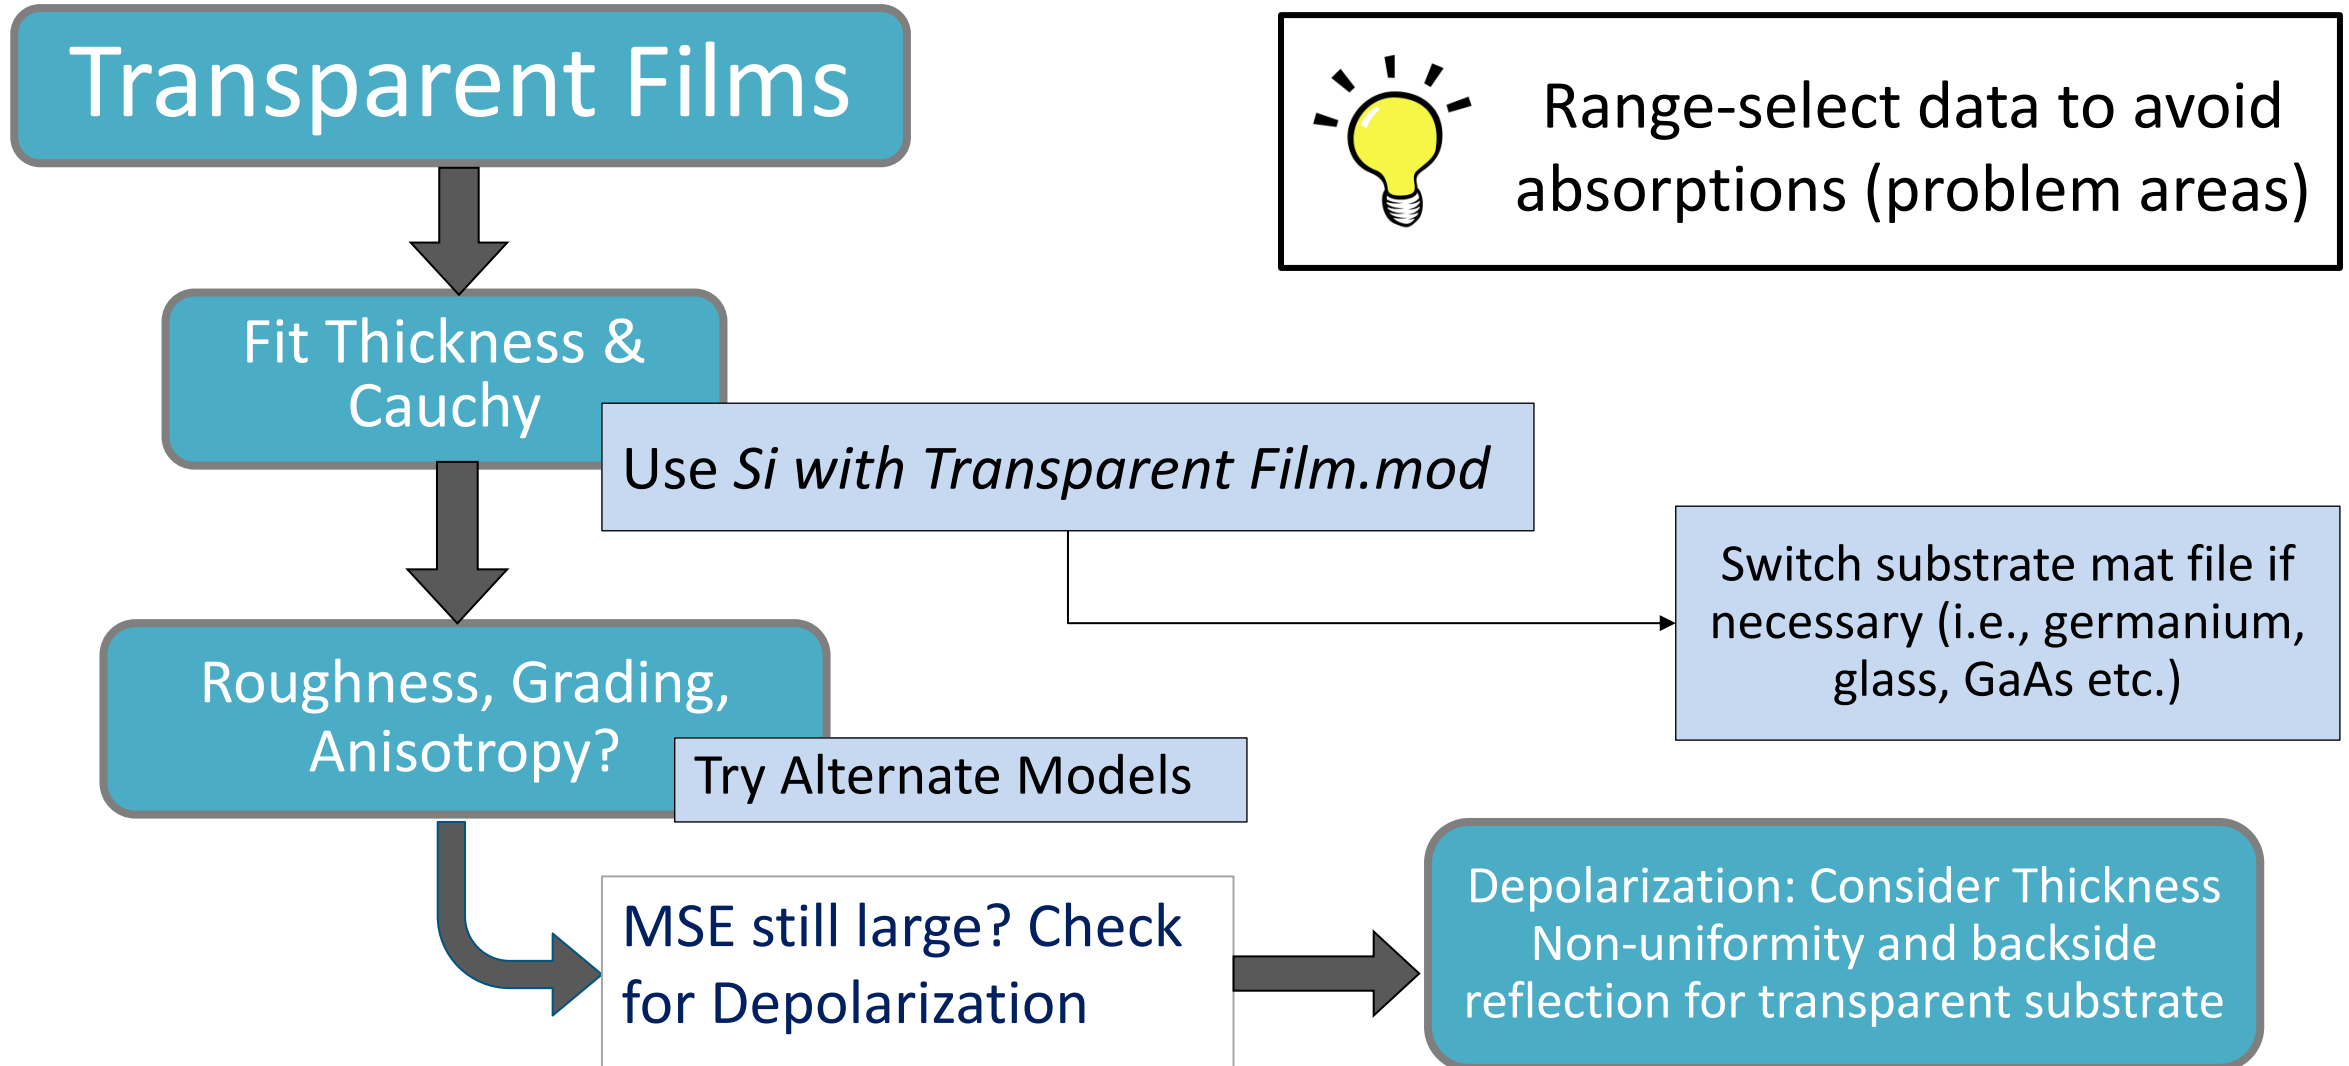 Transparent Films
Range-select data to avoid
absorptions (problem areas)
Fit Thickness &
Cauchy
Use Si with Transparent Film.mod
Switch substrate mat file if
necessary (i.e., germanium,
glass, GaAs etc.)
Roughness, Grading,
Anisotropy?
Try Alternate Models
MSE still large? Check
for Depolarization
Depolarization: Consider Thickness
Non-uniformity and backside
reflection for transparent substrate